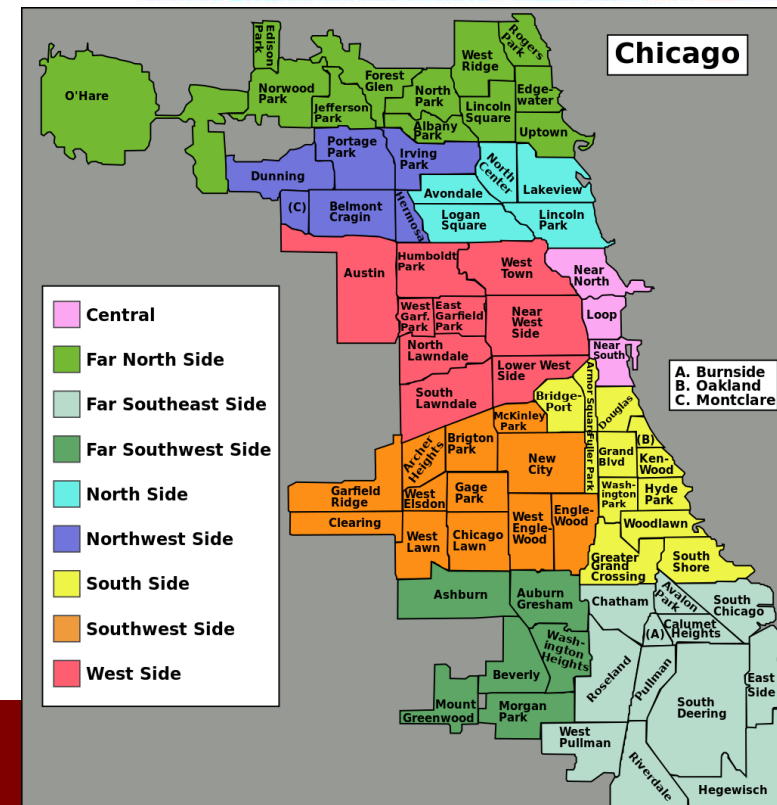 Chicago
Edison
Park
Rogers
Park
West
Ridge
O'Hare
Norwood
Park
Forest
Glen
North
Park
Edge-
water
Jefferson
Park
Lincoln
Square
Albany
Park
Uptown
Portage
Park
Irving
Park
North
Center
Dunning
Lakeview
Avondale
(C)
Belmont
Cragin
Hermosa
Logan
Square
Lincoln
Park
Austin
Humboldt
Park
West
Town
Near
North
West
Garf.
Park
East
Garfield
Park
Near
West
Side
Loop
North
Lawndale
Near
South
Lower West
Side
South
Lawndale
Bridge-
Port
Armor Square
Douglas
McKinley
Park
Archer
Heights
Brigton
Park
New
City
Fuller Park
Grand
Blvd
(B)
Ken-
Wood
Garfield
Ridge
West
Elsdon
Gage
Park
Wash-
ington
Park
Hyde
Park
Clearing
West
Lawn
Chicago
Lawn
West
Engle-
Wood
Engle-
Wood
Woodlawn
Greater
Grand
Crossing
South
Shore
Ashburn
Auburn
Gresham
Chatham
Avalon
Park
South
Chicago
(A)
Calumet
Heights
Wash-
ington
Heights
Beverly
Roseland
Pullman
South
Deering
East
Side
Mount
Greenwood
Morgan
Park
West
Pullman
Riverdale
Hegewisch
Central
Far North Side
Far Southeast Side
Far Southwest Side
North Side
Northwest Side
South Side
Southwest Side
West Side
A. Burnside
B. Oakland
C. Montclare